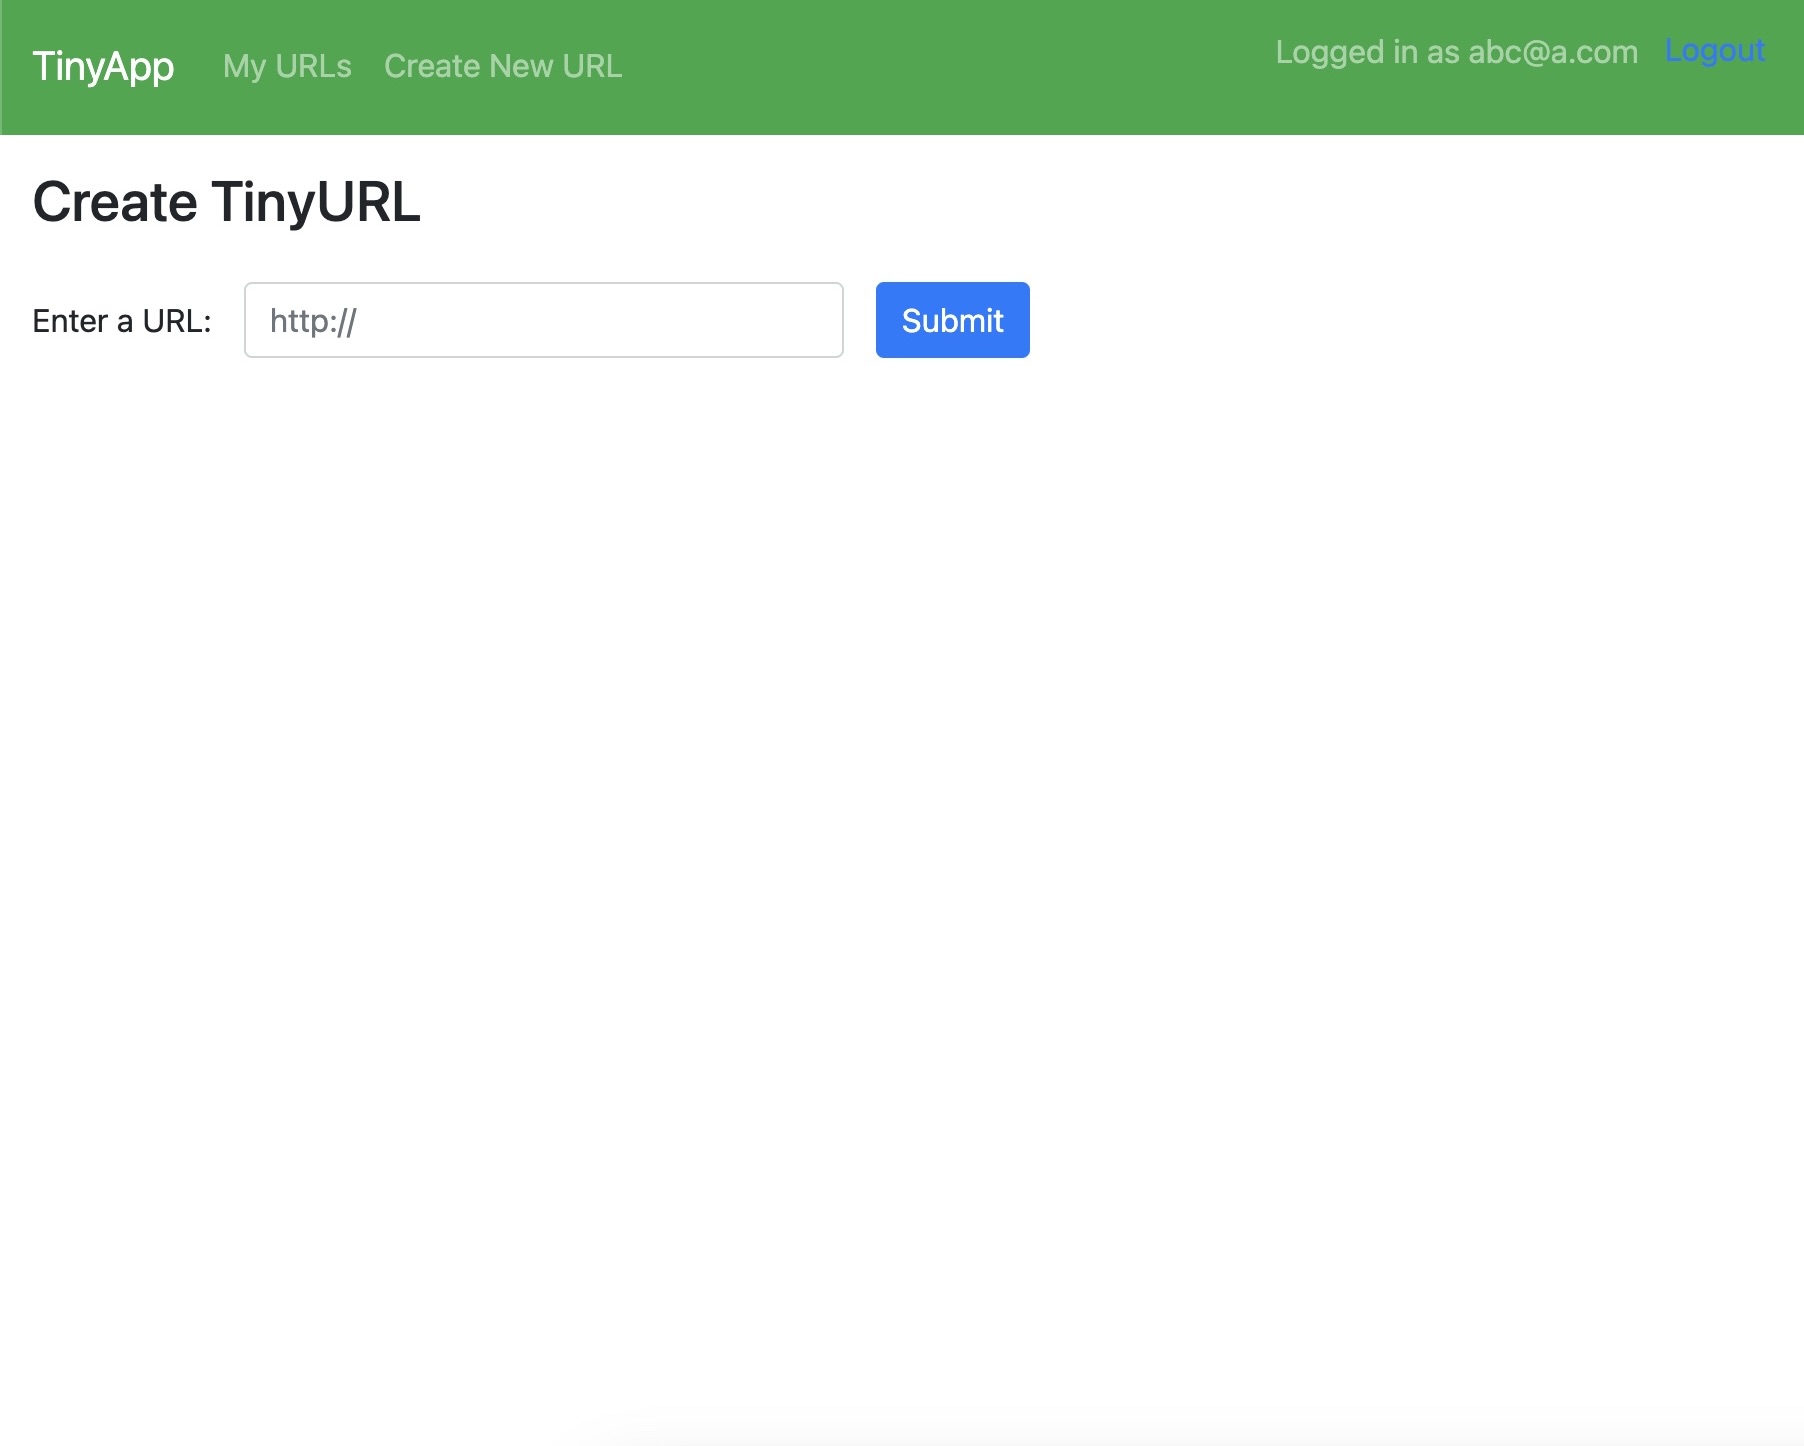 TinyApp My URLs Create New URL Logged in as abc@a.com Logout
Create TinyURL
Enter a URL: http:// Submit